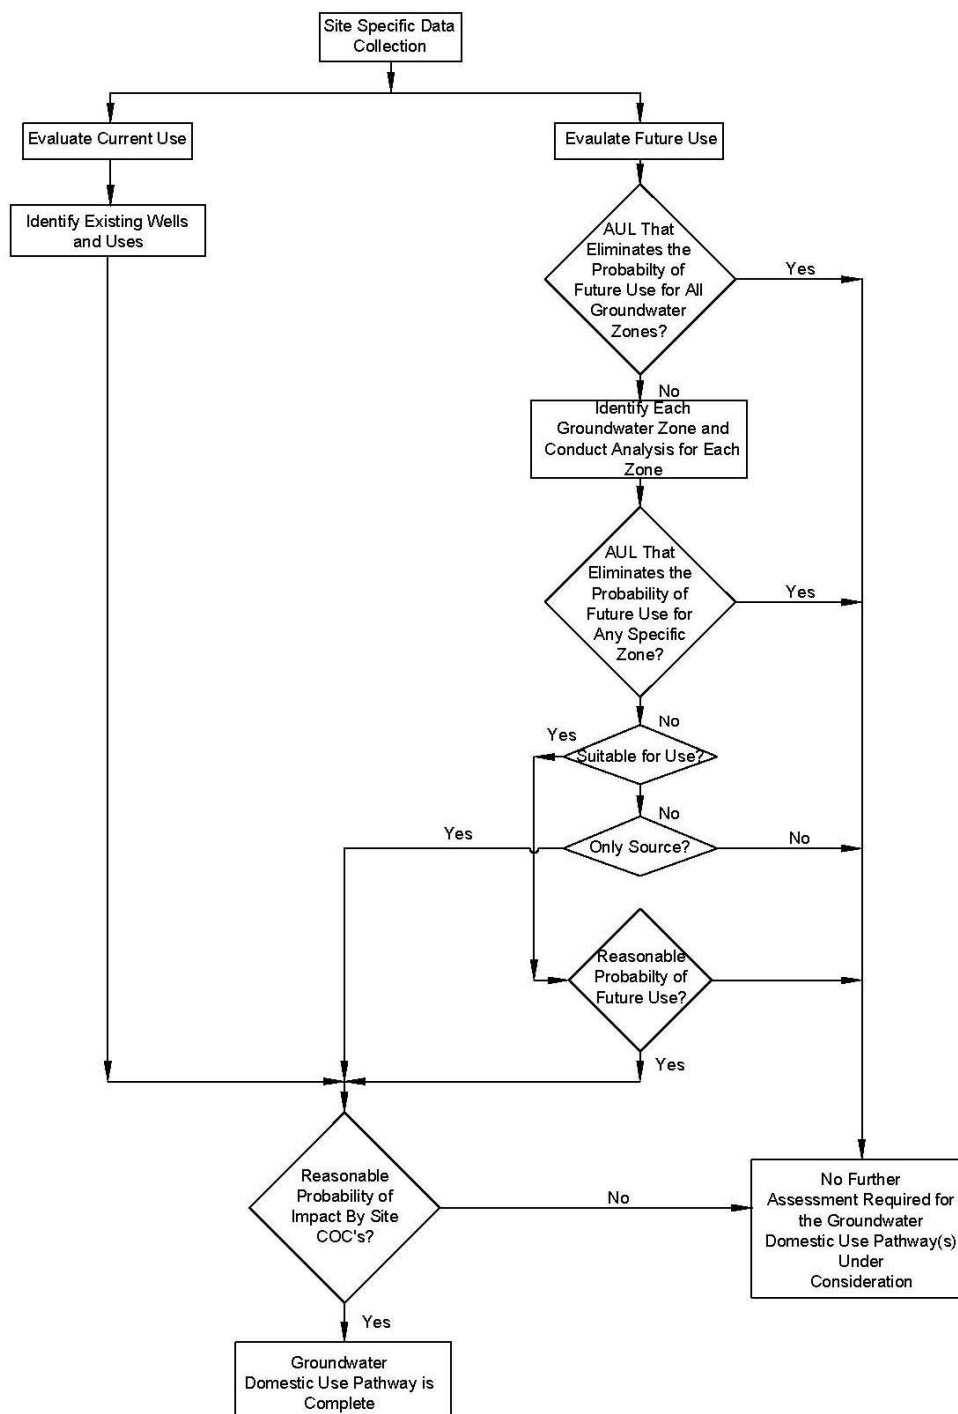 Site Specific Data
Collection
Evaluate Current Use
Evaulate Future Use
Identify Existing Wells
and Uses
AUL That
Eliminates the
Probabilty of
Future Use for All
Groundwater
Zones?
Yes
No
Identify Each
Groundwater Zone and
Conduct Analysis for Each
Zone
AUL That
Eliminates the
Probability of
Future Use for
Any Specific
Zone?
Yes
No
Yes
Suitable for Use?
No
Yes
Only Source?
No
Reasonable
Probabilty of
Future Use?
Yes
Reasonable
Probability of
Impact By Site
COC's?
No
No Further
Assessment Required for
the Groundwater
Domestic Use Pathway(s)
Under
Consideration
Yes
Groundwater
Domestic Use Pathway is
Complete